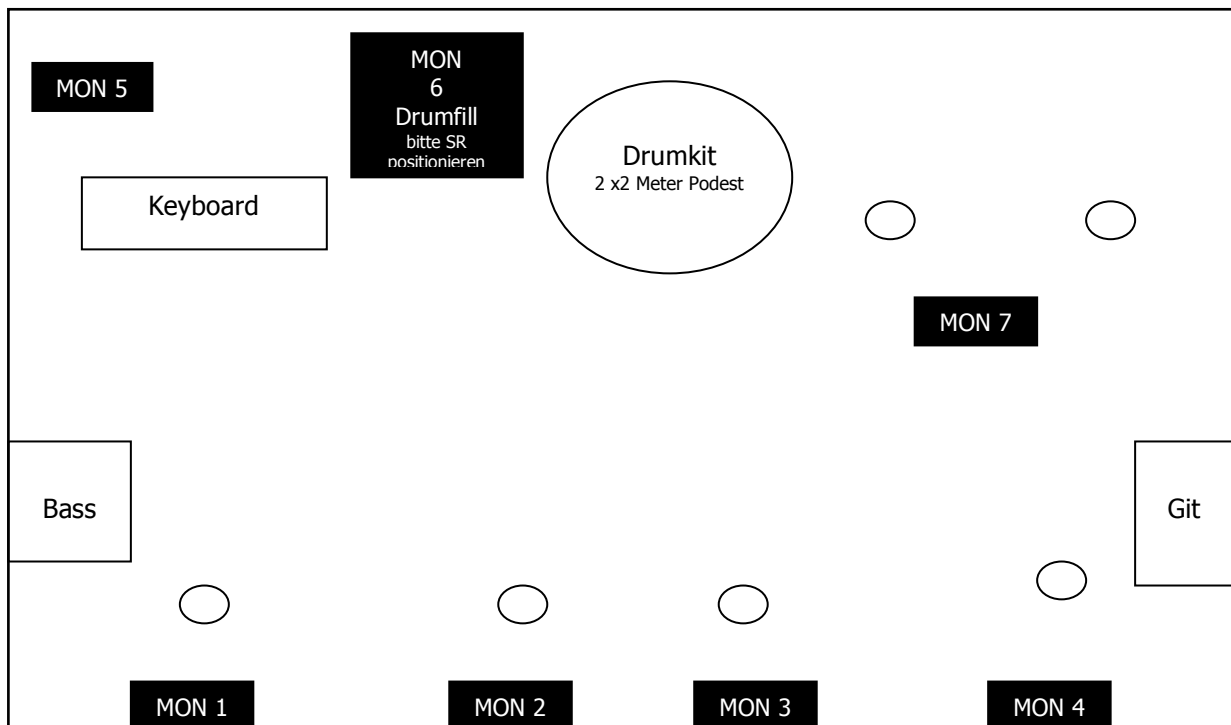 MON 5
MON
6
Drumfill
bitte SR
positionieren
Drumkit
2 x2 Meter Podest
Keyboard
MON 7
Bass
Git
MON 1
MON 2
MON 3
MON 4